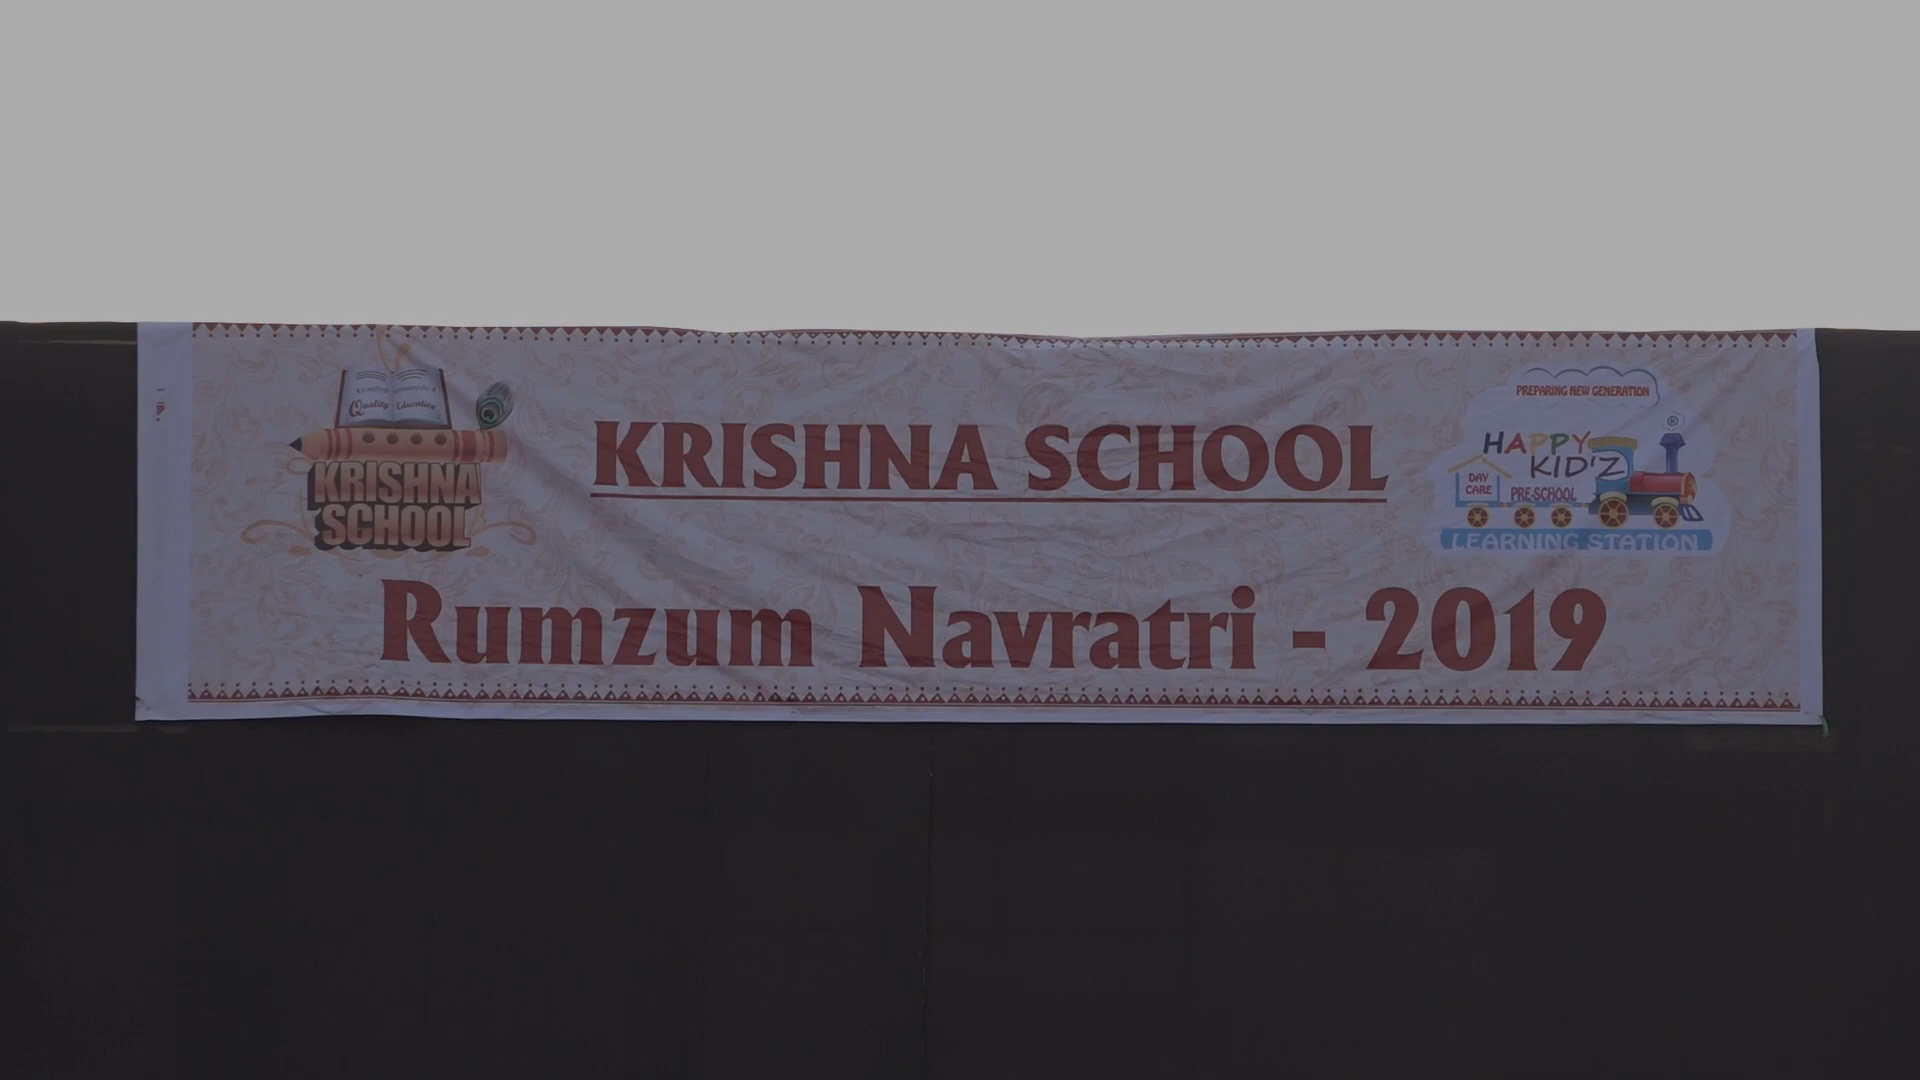 Quality Education
KRISHNA
SCHOOL
KRISHNA SCHOOL
PREPARING NEW GENERATION
®
HAPPY
KID'Z
DAY
CARE
PRE-SCHOOL
LEARNING STATION
Rumzum Navratri - 2019